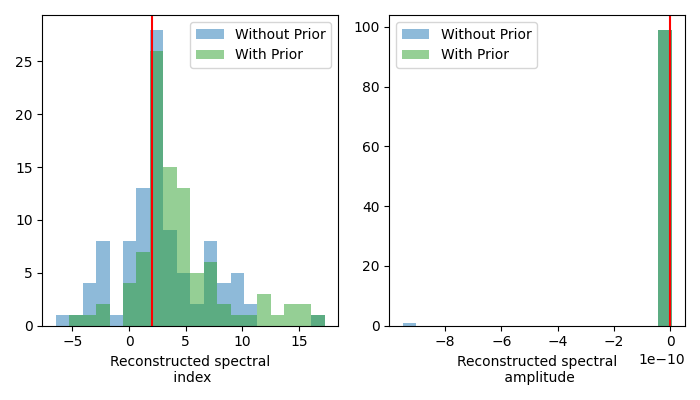 Without Prior
With Prior
25
20
15
10
5
0
−5
0
5
10
15
Reconstructed spectral
index
Without Prior
With Prior
100
80
60
40
20
0
−8
−6
−4
−2
0
1e−10
Reconstructed spectral
amplitude